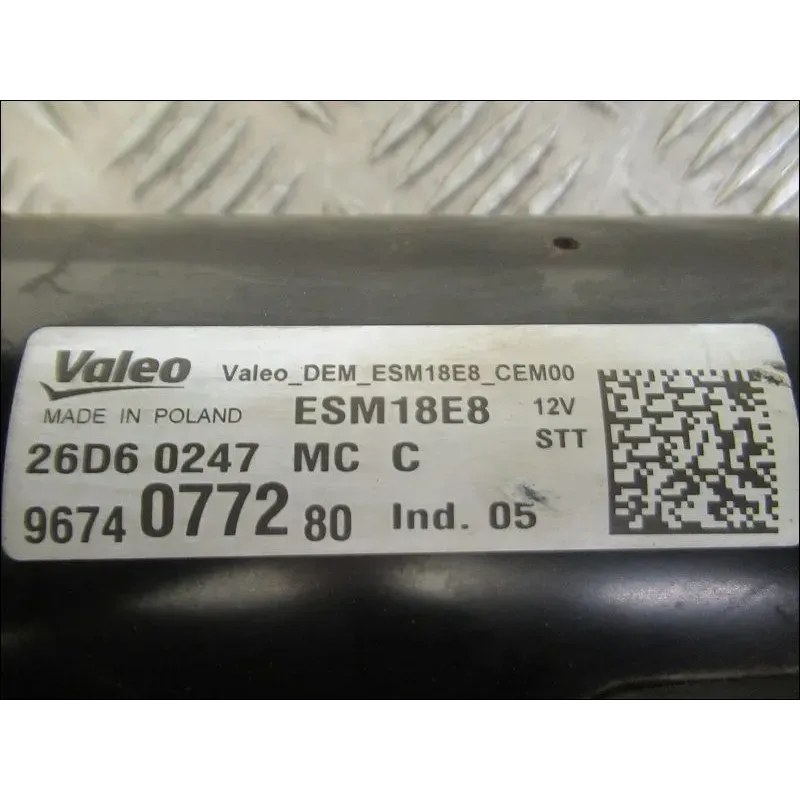 Valeo Valeo_DEM_ESM18E8_CEM00
MADE IN POLAND ESM18E8 12V
STT
26D6 0247 MC C
9674 0772 80 Ind. 05